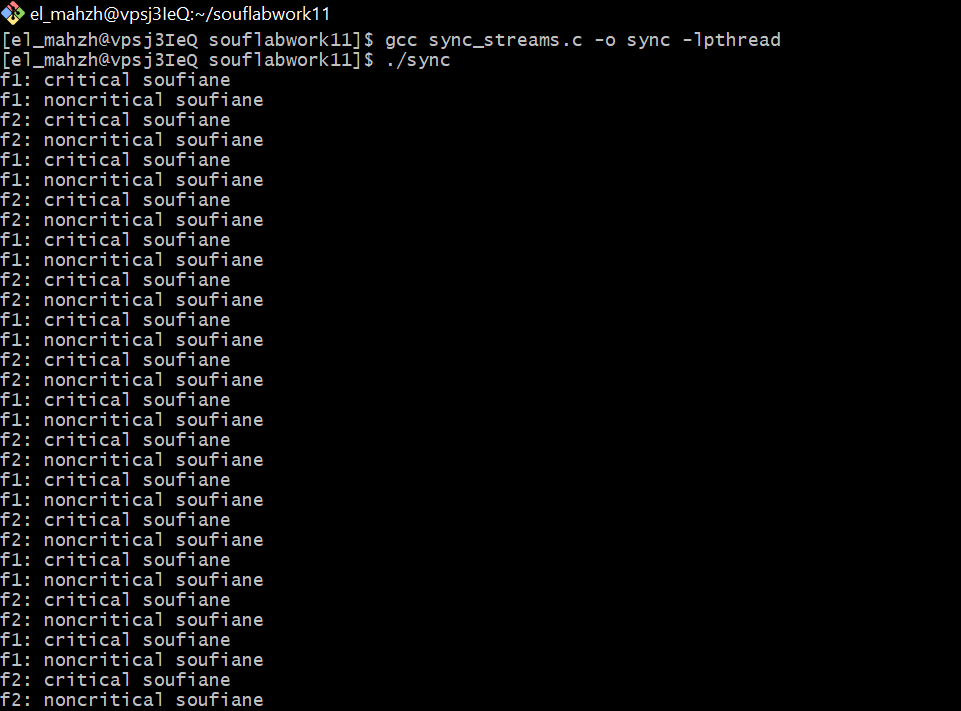 el_mahzh@vpsj3IeQ:~/souflabwork11
[el_mahzh@vpsj3IeQ souflabwork11]$ gcc sync_streams.c -o sync -lpthread
[el_mahzh@vpsj3IeQ souflabwork11]$ ./sync
f1: critical soufiane
f1: noncritical soufiane
f2: critical soufiane
f2: noncritical soufiane
f1: critical soufiane
f1: noncritical soufiane
f2: critical soufiane
f2: noncritical soufiane
f1: critical soufiane
f1: noncritical soufiane
f2: critical soufiane
f2: noncritical soufiane
f1: critical soufiane
f1: noncritical soufiane
f2: critical soufiane
f2: noncritical soufiane
f1: critical soufiane
f1: noncritical soufiane
f2: critical soufiane
f2: noncritical soufiane
f1: critical soufiane
f1: noncritical soufiane
f2: critical soufiane
f2: noncritical soufiane
f1: critical soufiane
f1: noncritical soufiane
f2: critical soufiane
f2: noncritical soufiane
f1: critical soufiane
f1: noncritical soufiane
f2: critical soufiane
f2: noncritical soufiane